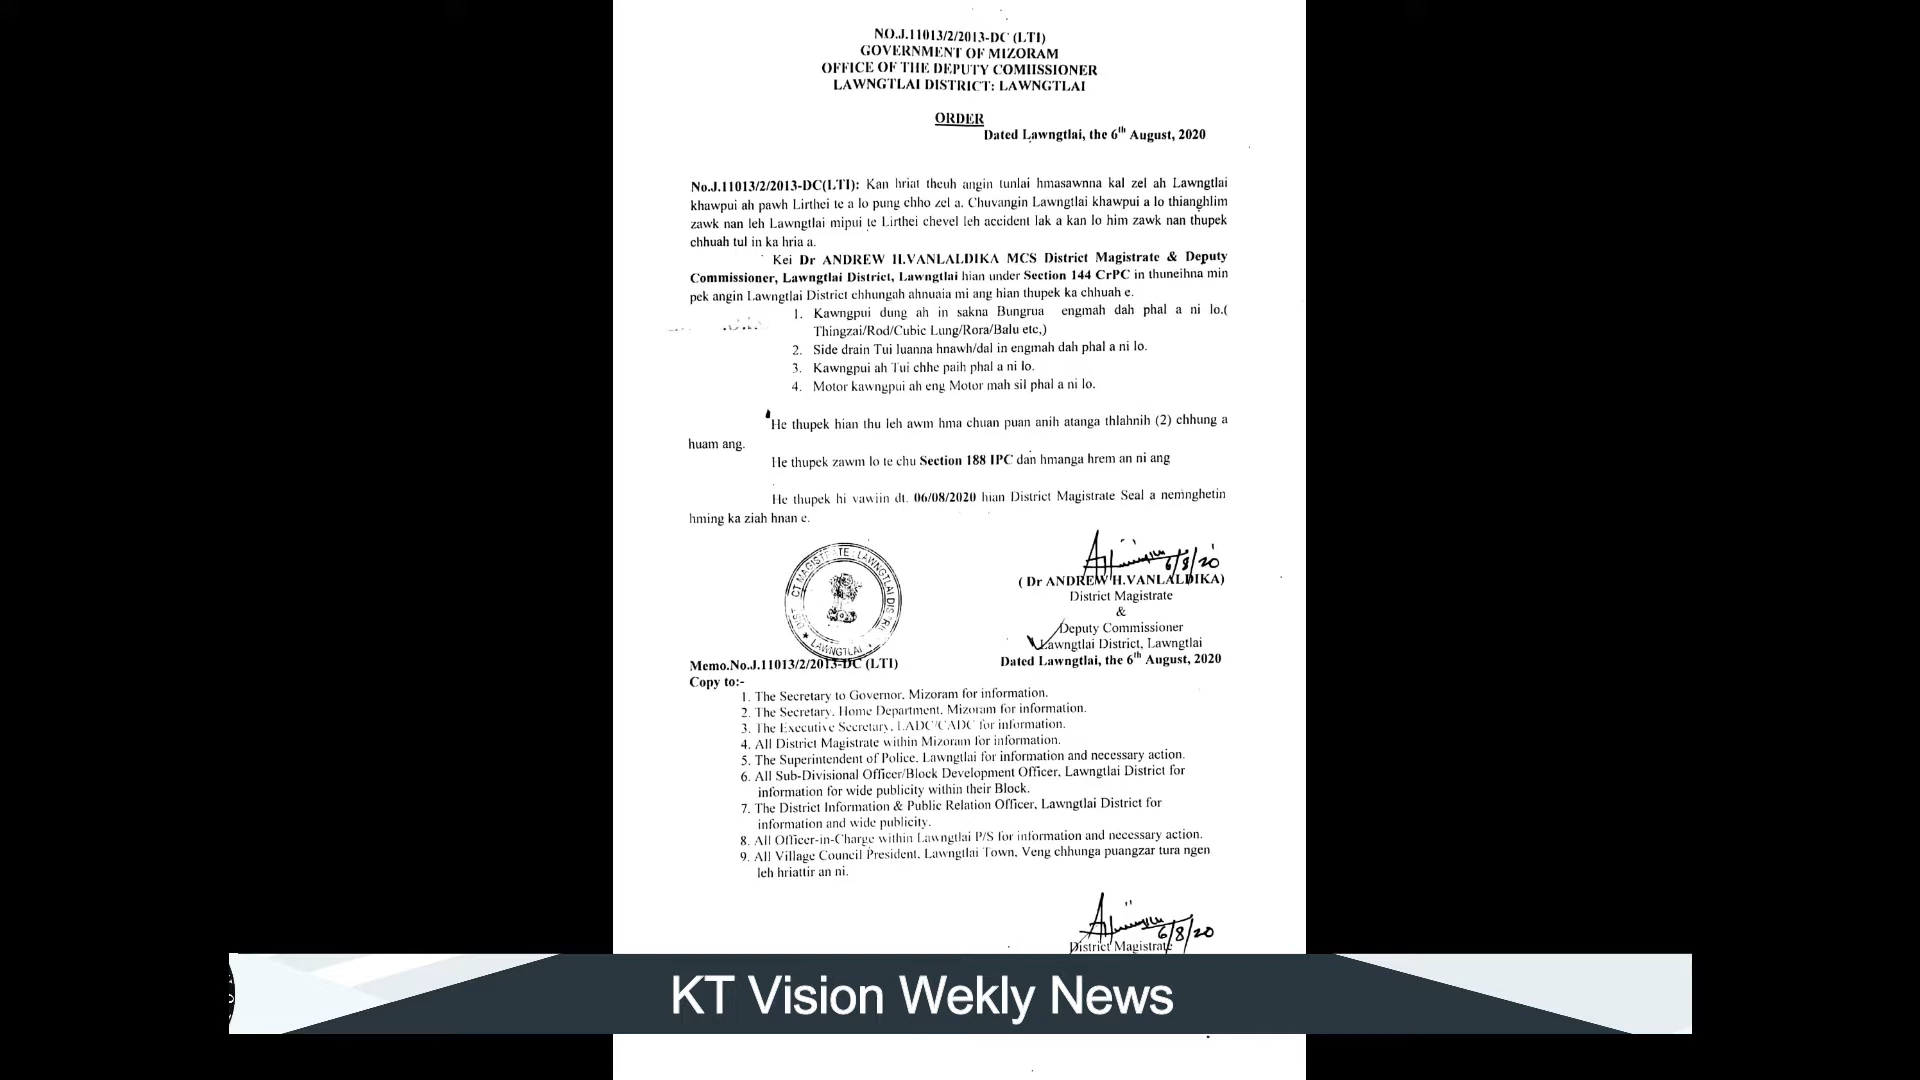 NO.J.11013/2/2013-DC (LTI)
GOVERNMENT OF MIZORAM
OFFICE OF THE DEPUTY COMIISSIONER
LAWNGTLAI DISTRICT: LAWNGTLAI
ORDER
Dated Lawngtlai, the 6th August, 2020
No.J.11013/2/2013-DC(LTI): Kan hriat theuh angin tunlai hmasawnna kal zel ah Lawngtlai
khawpui ah pawh Lirthei te a lo pung chho zel a. Chuvangin Lawngtlai khawpui a lo thianghlim
zawk nan leh Lawngtlai mipui te Lirthei chevel leh accident lak a kan lo him zawk nan thupek
chhuah tul in ka hria a.
Kei Dr ANDREW H.VANLALDIKA MCS District Magistrate & Deputy
Commissioner, Lawngtlai District, Lawngtlai hian under Section 144 CrPC in thuneihna min
pek angin Lawngtlai District chhungah ahnuaia mi ang hian thupek ka chhuah e.
1. Kawngpui dung ah in sakna Bungrua engmah dah phal a ni lo.(
Thingzai/Rod/Cubic Lung/Rora/Balu etc,)
2. Side drain Tui luanna hnawh/dal in engmah dah phal a ni lo.
3. Kawngpui ah Tui chhe paih phal a ni lo.
4. Motor kawngpui ah eng Motor mah sil phal a ni lo.
He thupek hian thu leh awm hma chuan puan anih atanga thlahnih (2) chhung a
huam ang.
He thupek zawm lo te chu Section 188 IPC dan hmanga hrem an ni ang
He thupek hi vawiin dt. 06/08/2020 hian District Magistrate Seal a nemnghetin
hming ka ziah hnan e.
6/8/20
(Dr ANDREW H.VANLALDIKA)
District Magistrate
&
Deputy Commissioner
Lawngtlai District, Lawngtlai
MAGISTRATE LAWNGTLAI
LAWNGTLAI
Memo.No.J.11013/2/2013-DC (LTI)
Dated Lawngtlai, the 6th August, 2020
Copy to:-
1. The Secretary to Governor, Mizoram for information.
2. The Secretary, Home Department, Mizoram for information.
3. The Executive Secretary, LADC/CADC for information.
4. All District Magistrate within Mizoram for information.
5. The Superintendent of Police, Lawngtlai for information and necessary action.
6. All Sub-Divisional Officer/Block Development Officer, Lawngtlai District for
information for wide publicity within their Block.
7. The District Information & Public Relation Officer, Lawngtlai District for
information and wide publicity.
8. All Officer-in-Charge within Lawngtlai P/S for information and necessary action.
9. All Village Council President, Lawngtlai Town, Veng chhunga puangzar tura ngen
leh hriattir an ni.
6/8/20
District Magistrate
KT Vision Wekly News